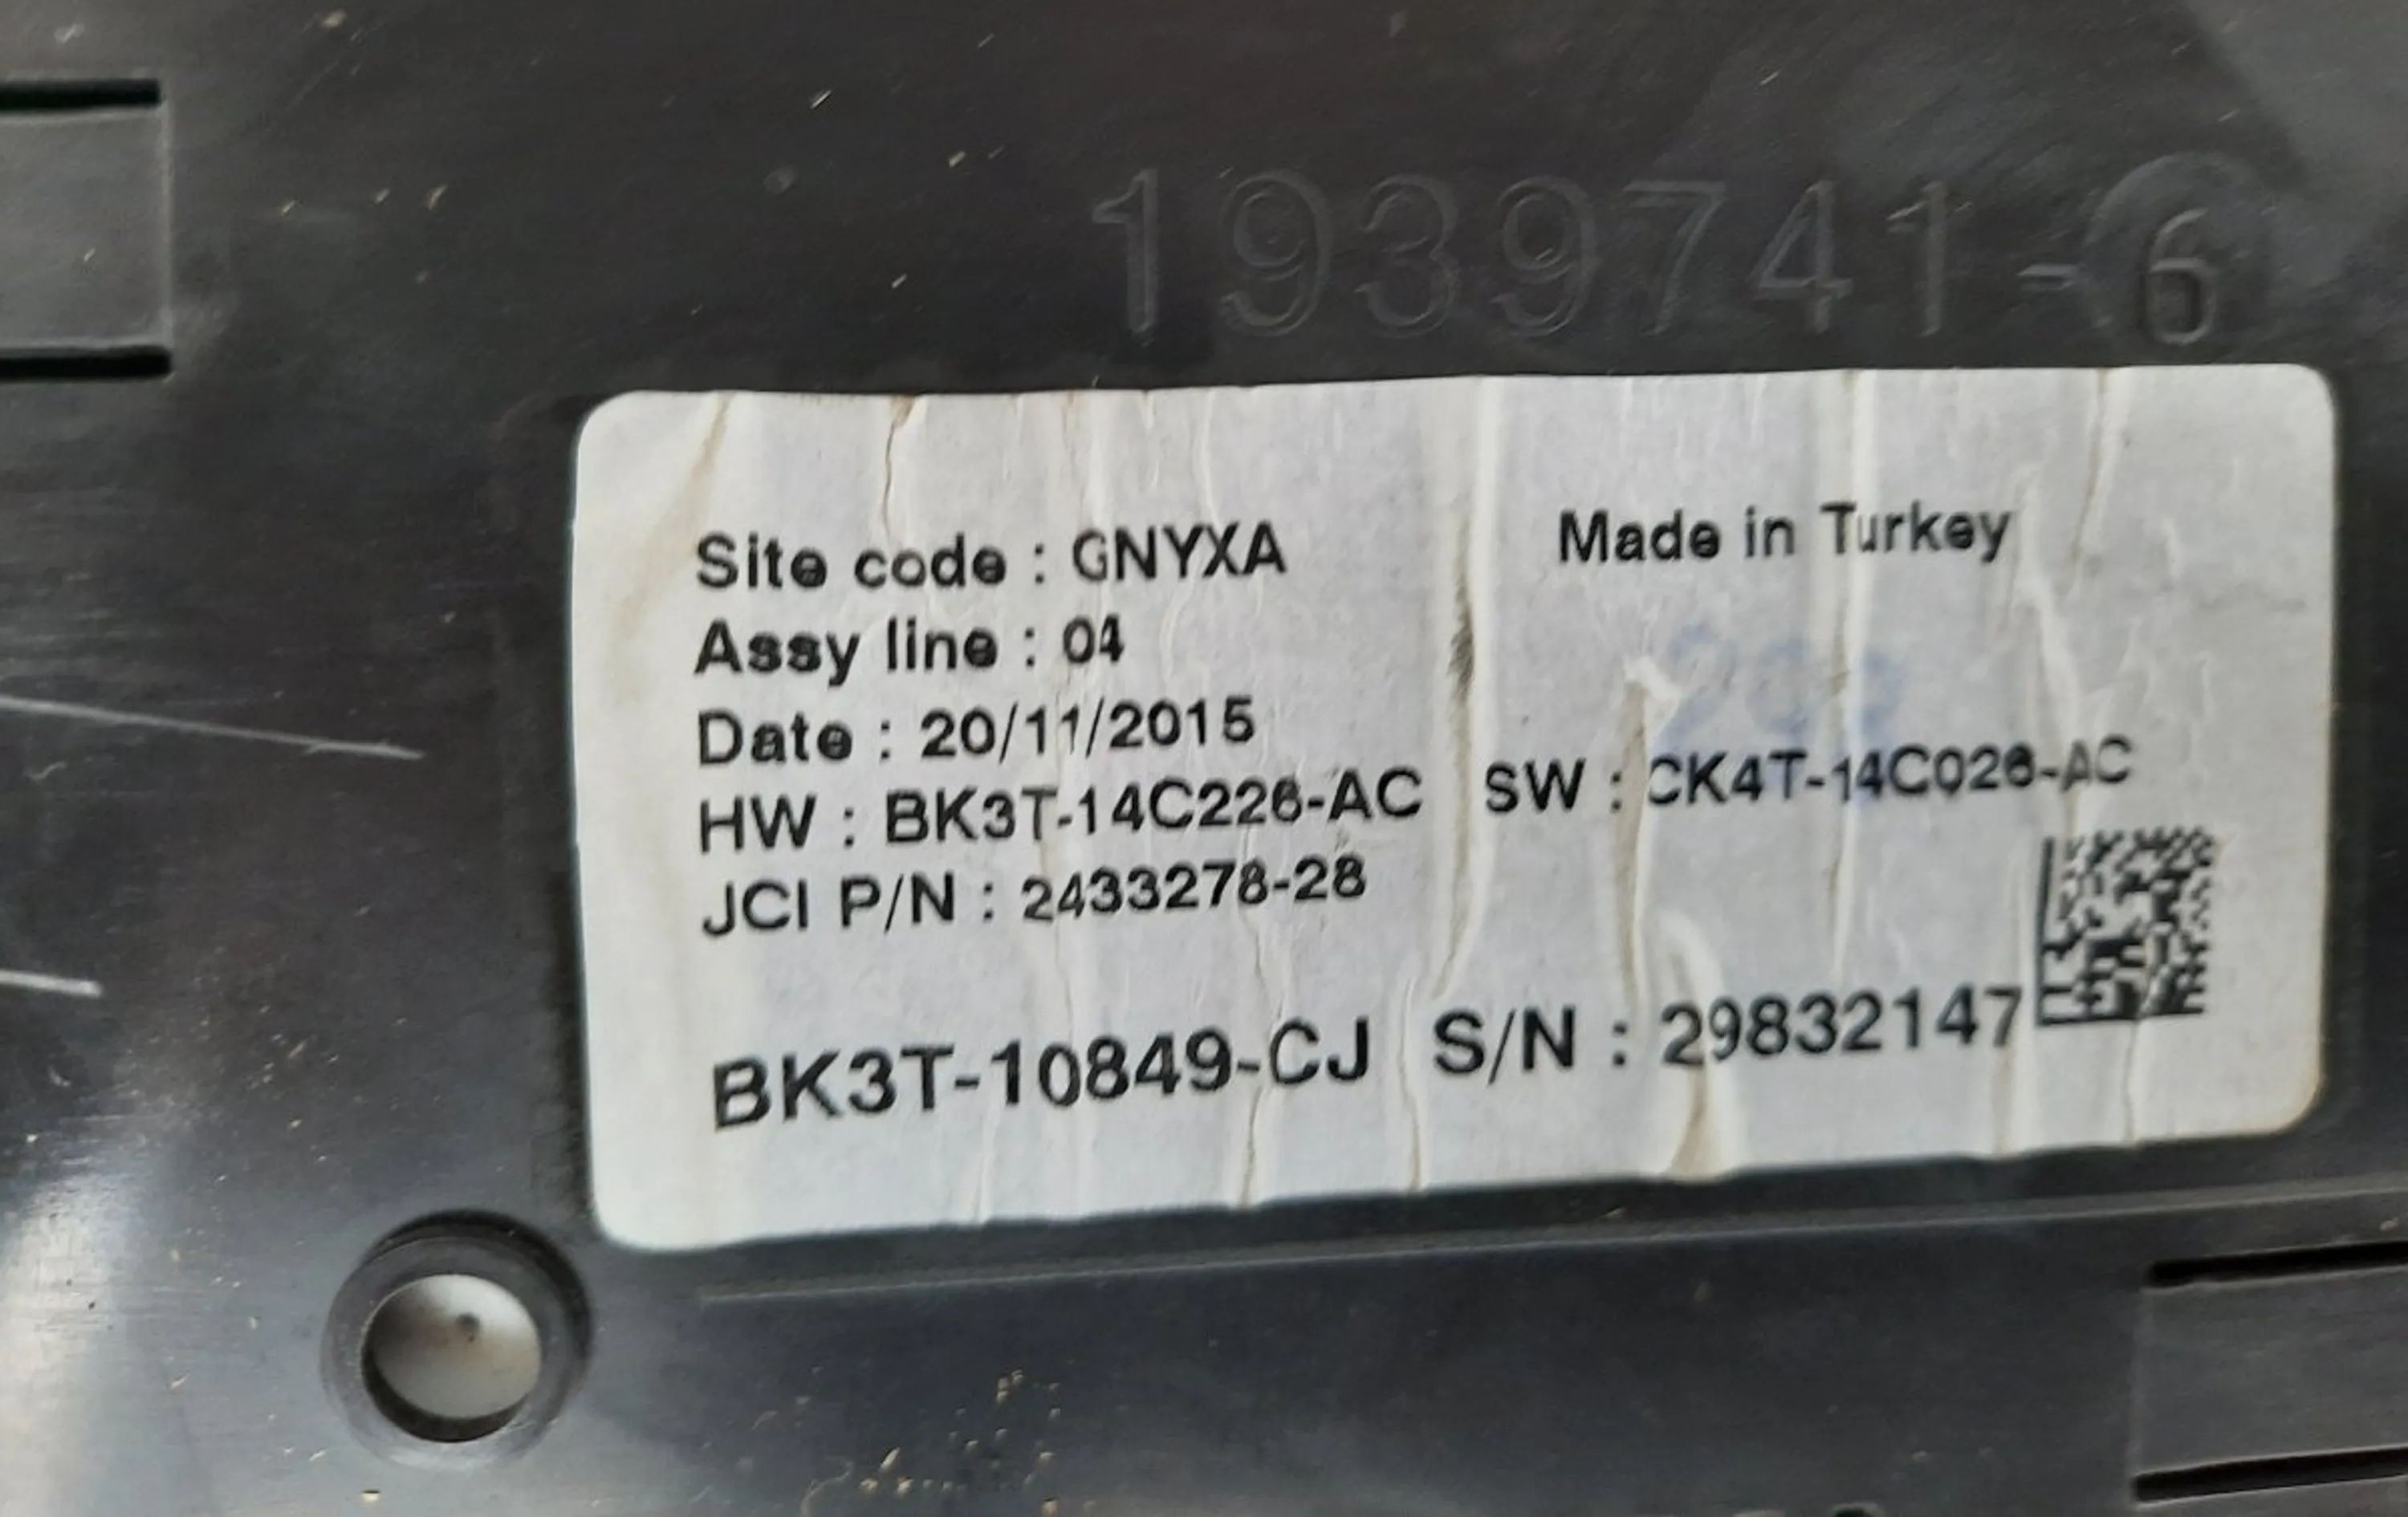 1939741-6
Site code : GNYXA Made in Turkey
Assy line : 04
Date : 20/11/2015
HW : BK3T-14C226-AC SW : CK4T-14C026-AC
JCI P/N : 2433278-28
BK3T-10849-CJ S/N : 29832147